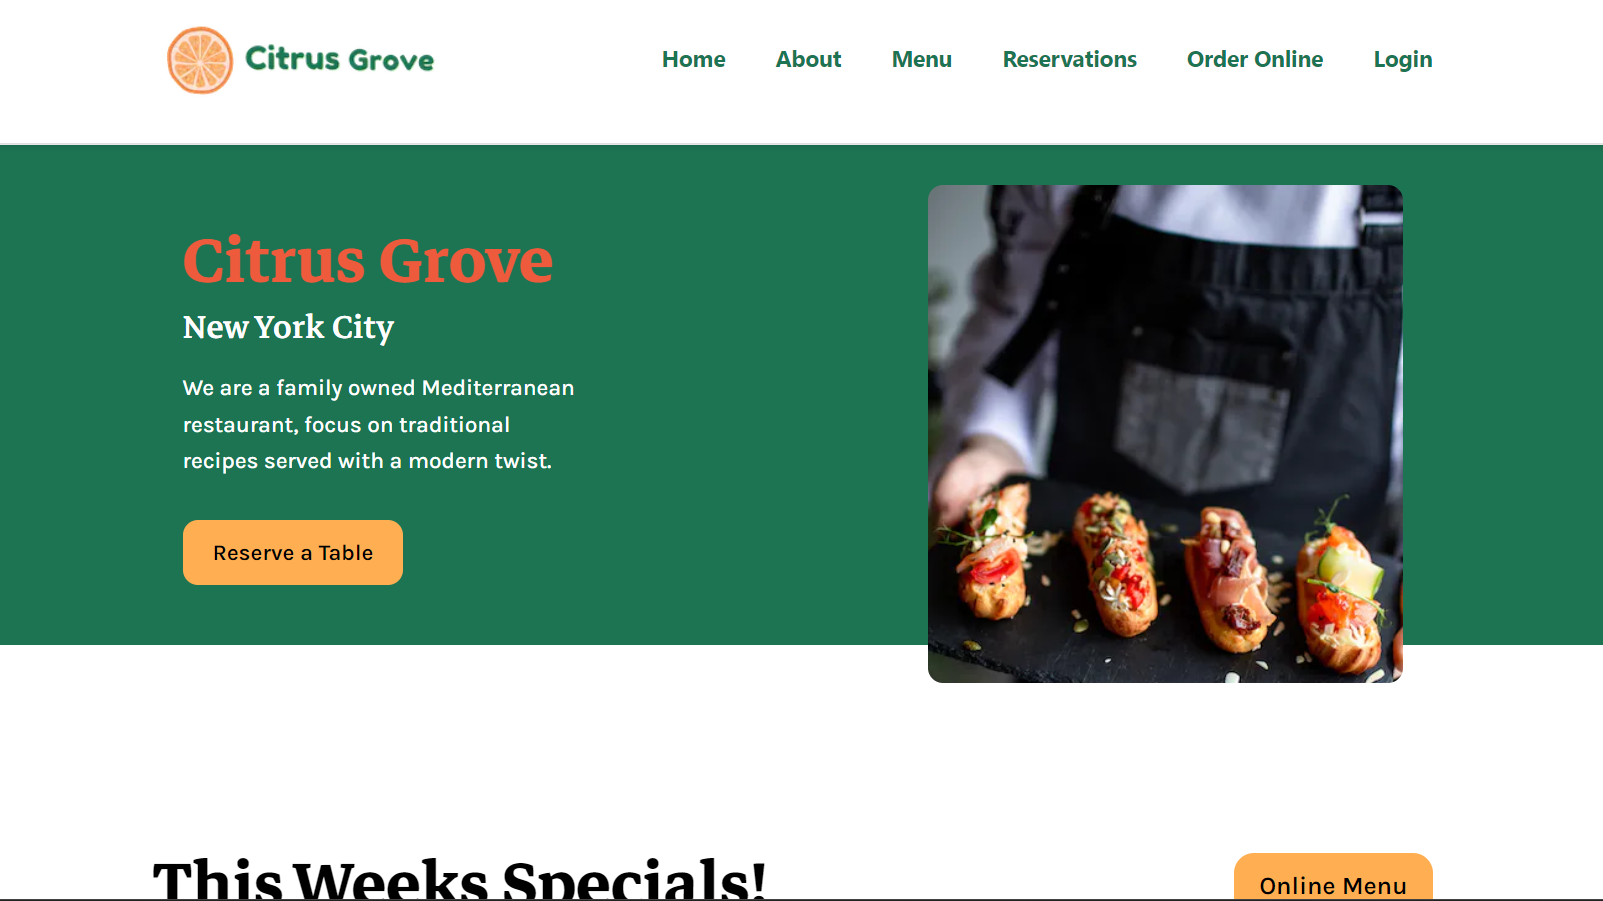 Citrus Grove
Home About Menu Reservations Order Online Login
Citrus Grove
New York City
We are a family owned Mediterranean
restaurant, focus on traditional
recipes served with a modern twist.
Reserve a Table
This Weeks Specials!
Online Menu